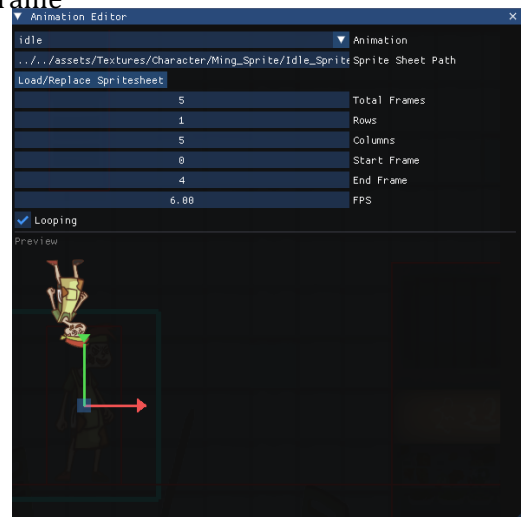 ▼ Animation Editor ×
idle ▼ Animation
../../assets/Textures/Character/Ming_Sprite/Idle_Sprite Sprite Sheet Path
Load/Replace Spritesheet
5 Total Frames
1 Rows
5 Columns
0 Start Frame
4 End Frame
6.00 FPS
Looping
Preview